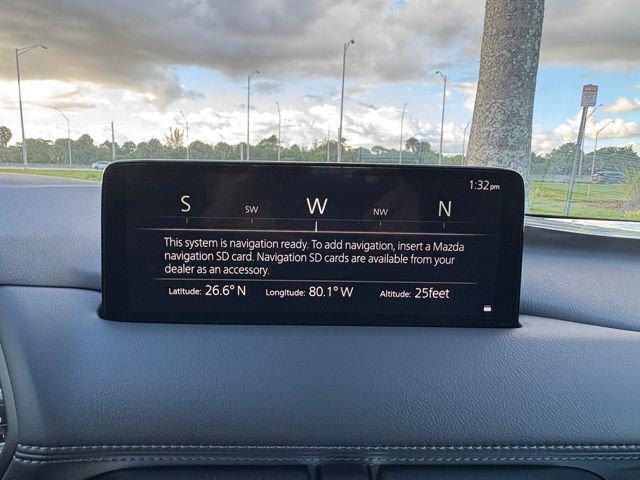 1:32 pm
S SW W NW N
This system is navigation ready. To add navigation, insert a Mazda
navigation SD card. Navigation SD cards are available from your
dealer as an accessory.
Latitude: 26.6° N Longitude: 80.1° W Altitude: 25feet